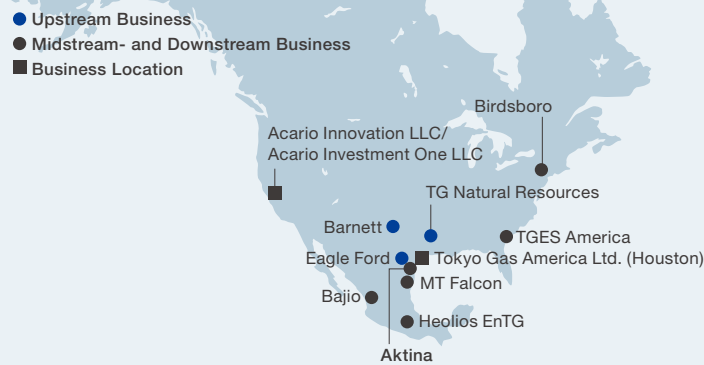 Upstream Business
Midstream- and Downstream Business
Business Location
Birdsboro
Acario Innovation LLC/
Acario Investment One LLC
TG Natural Resources
Barnett
TGES America
Eagle Ford
Tokyo Gas America Ltd. (Houston)
MT Falcon
Bajio
Heolios EnTG
Aktina